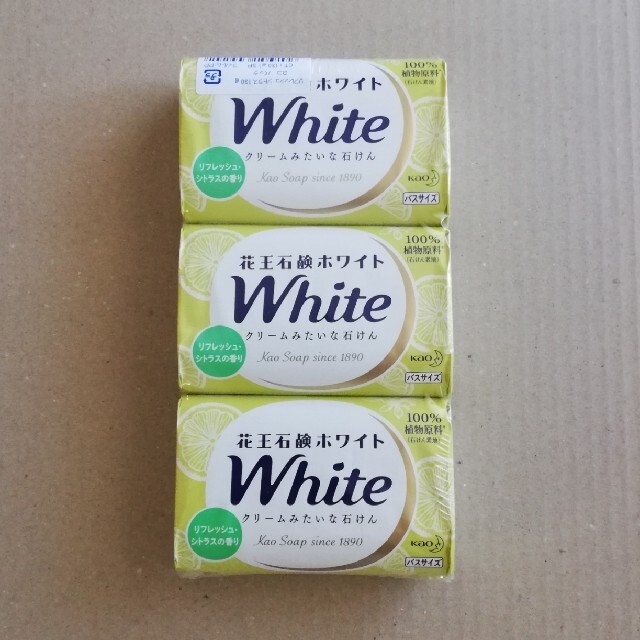 ホワイト
100%
植物原料
(石けん素地)
White
クリームみたいな石けん
リフレッシュ・
シトラスの香り
Kao Soap since 1890
Kao
バスサイズ
花王石鹸ホワイト
100%
植物原料
(石けん素地)
White
クリームみたいな石けん
リフレッシュ・
シトラスの香り
Kao Soap since 1890
Kao
バスサイズ
花王石鹸ホワイト
100%
植物原料
(石けん素地)
White
クリームみたいな石けん
リフレッシュ・
シトラスの香り
Kao Soap since 1890
Kao
バスサイズ